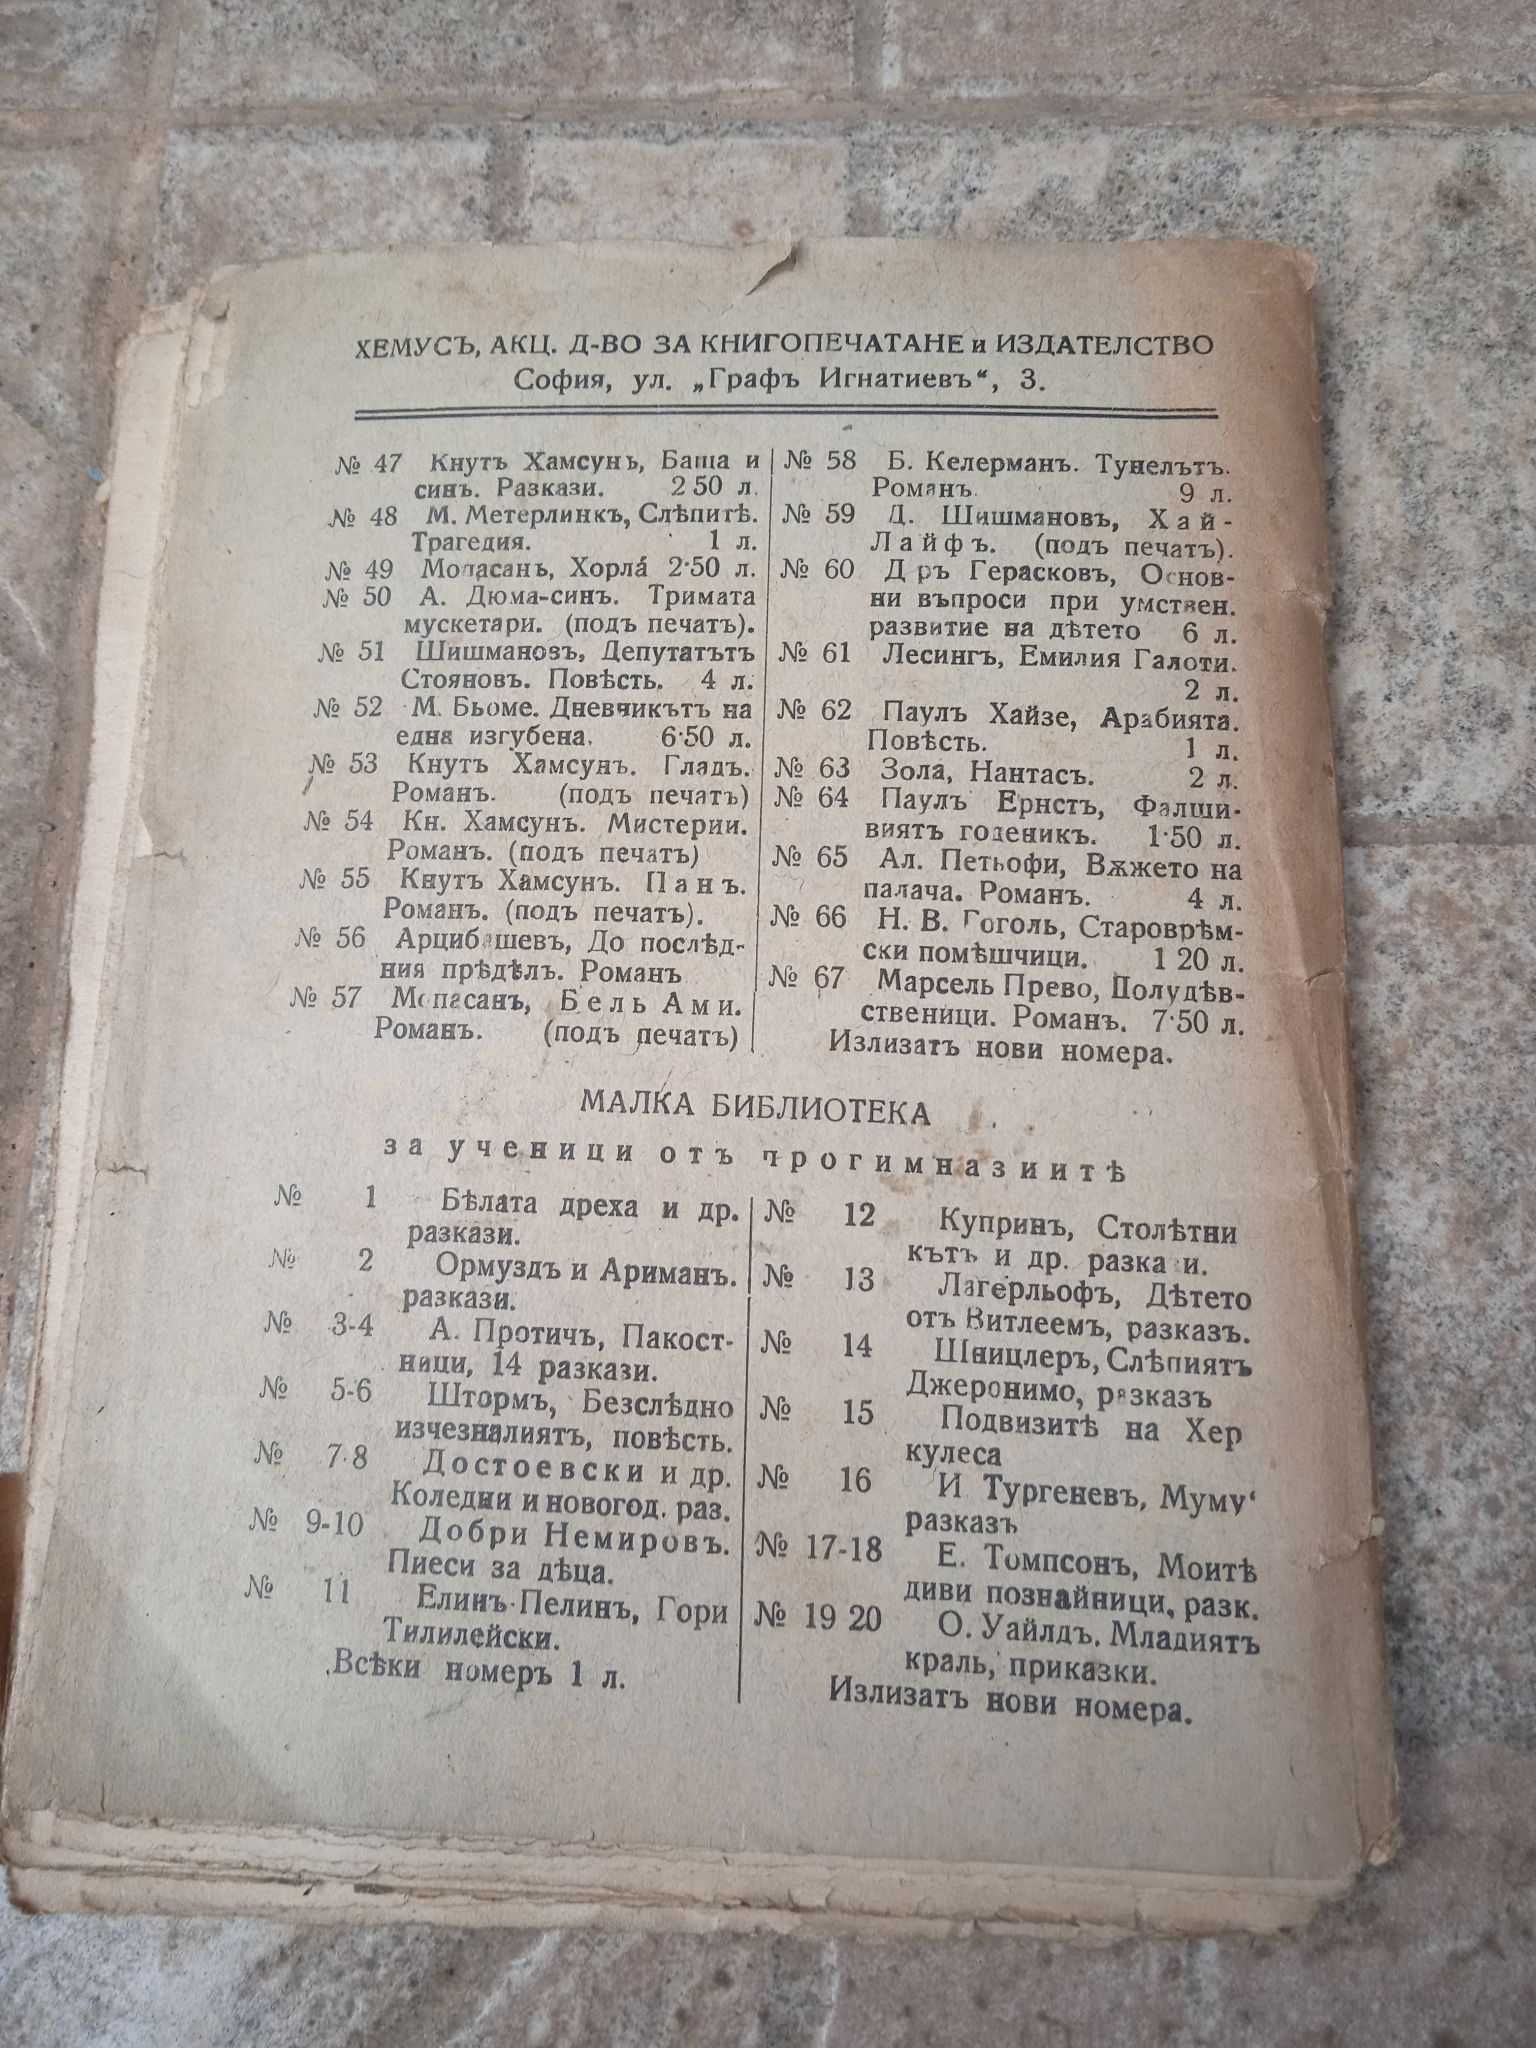 ХЕМУСЪ, АКЦ. Д-ВО ЗА КНИГОПЕЧАТАНЕ и ИЗДАТЕЛСТВО
София, ул. „Графъ Игнатиевъ“, 3.
№ 47 Кнутъ Хамсунъ, Баща и
синъ. Разкази. 2 50 л.
№ 48 М. Метерлинкъ, Слѣпитѣ.
Трагедия. 1 л.
№ 49 Мопасанъ, Хорла́ 2·50 л.
№ 50 А. Дюма-синъ. Тримата
мускетари. (подъ печатъ).
№ 51 Шишмановъ, Депутатътъ
Стояновъ. Повѣсть. 4 л.
№ 52 М. Бьоме. Дневчикътъ на
една изгубена. 6·50 л.
№ 53 Кнутъ Хамсунъ. Гладъ.
Романъ. (подъ печатъ)
№ 54 Кн. Хамсунъ. Мистерии.
Романъ. (подъ печатъ)
№ 55 Кнутъ Хамсунъ. Панъ.
Романъ. (подъ печатъ).
№ 56 Арцибашевъ, До послѣд-
ния прѣдѣлъ. Романъ
№ 57 Мопасанъ, Бель Ами.
Романъ. (подъ печатъ)
№ 58 Б. Келерманъ. Тунелътъ.
Романъ. 9 л.
№ 59 Д. Шишмановъ, Хай-
Лайфъ. (подъ печатъ).
№ 60 Д ръ Герасковъ, Основ-
ни въпроси при умствен.
развитие на дѣтето 6 л.
№ 61 Лесингъ, Емилия Галоти.
2 л.
№ 62 Паулъ Хайзе, Арабията.
Повѣсть. 1 л.
№ 63 Зола, Нантасъ. 2 л.
№ 64 Паулъ Ернстъ, Фалши-
виятъ годеникъ. 1·50 л.
№ 65 Ал. Петьофи, Вѫжето на
палача. Романъ. 4 л.
№ 66 Н. В. Гоголь, Староврѣм-
ски помѣшчици. 1 20 л.
№ 67 Марсель Прево, Полудѣв-
ственици. Романъ. 7·50 л.
Излизатъ нови номера.
МАЛКА БИБЛИОТЕКА
за ученици отъ прогимназиитѣ
№ 1 Бѣлата дреха и др.
разкази.
№ 2 Ормуздъ и Ариманъ.
разкази.
№ 3-4 А. Протичъ, Пакост-
ници, 14 разкази.
№ 5-6 Штормъ, Безслѣдно
изчезналиятъ, повѣсть.
№ 7·8 Достоевски и др.
Коледни и новогод. раз.
№ 9-10 Добри Немировъ.
Пиеси за дѣца.
№ 11 Елинъ-Пелинъ, Гори
Тилилейски.
Всѣки номеръ 1 л.
№ 12 Купринъ, Столѣтни
кътъ и др. разкази.
№ 13 Лагерльофъ, Дѣтето
отъ Витлеемъ, разказъ.
№ 14 Шницлеръ, Слѣпиятъ
Джеронимо, разказъ
№ 15 Подвизитѣ на Хер
кулеса
№ 16 И Тургеневъ, Муму‘
разказъ
№ 17-18 Е. Томпсонъ, Моитѣ
диви познайници, разк.
№ 19 20 О. Уайлдъ. Младиятъ
краль, приказки.
Излизатъ нови номера.